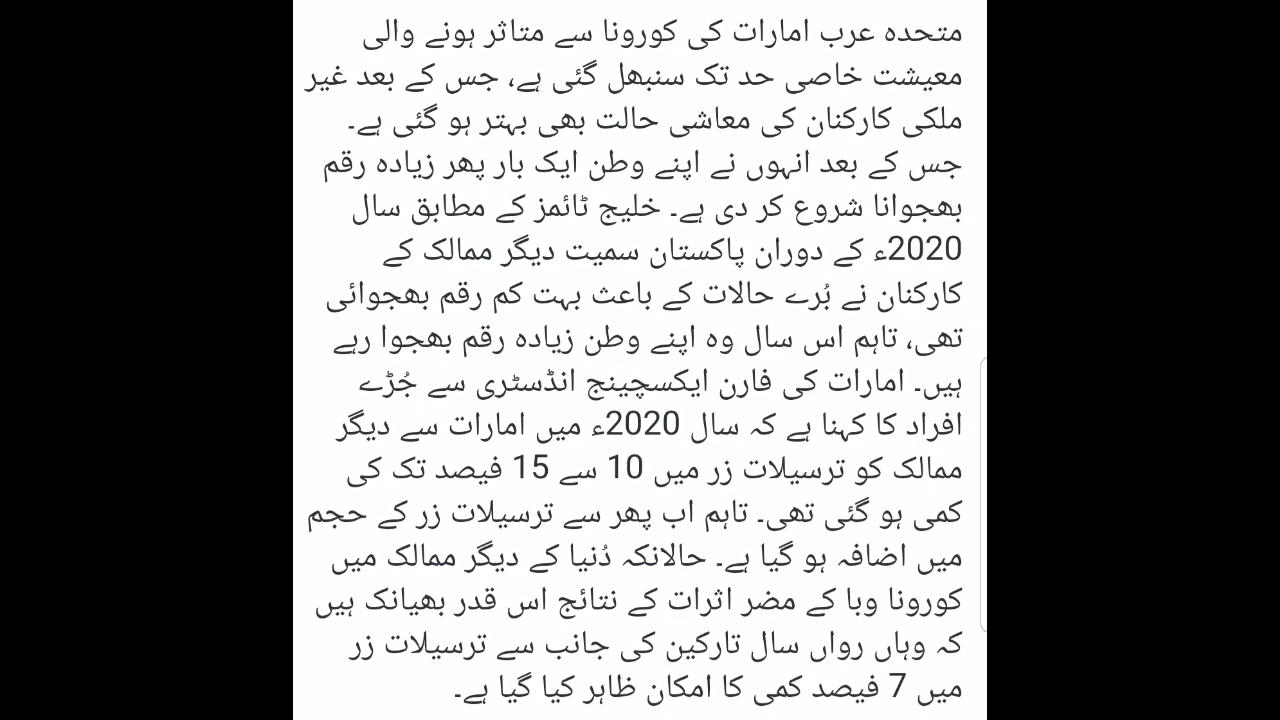 متحدہ عرب امارات کی کورونا سے متاثر ہونے والی
معیشت خاصی حد تک سنبھل گئی ہے، جس کے بعد غیر
ملکی کارکنان کی معاشی حالت بھی بہتر ہو گئی ہے۔
جس کے بعد انہوں نے اپنے وطن ایک بار پھر زیادہ رقم
بھجوانا شروع کر دی ہے۔ خلیج ٹائمز کے مطابق سال
2020ء کے دوران پاکستان سمیت دیگر ممالک کے
کارکنان نے بُرے حالات کے باعث بہت کم رقم بھجوائی
تھی، تاہم اس سال وہ اپنے وطن زیادہ رقم بھجوا رہے
ہیں۔ امارات کی فارن ایکسچینج انڈسٹری سے جُڑے
افراد کا کہنا ہے کہ سال 2020ء میں امارات سے دیگر
ممالک کو ترسیلات زر میں 10 سے 15 فیصد تک کی
کمی ہو گئی تھی۔ تاہم اب پھر سے ترسیلات زر کے حجم
میں اضافہ ہو گیا ہے۔ حالانکہ دُنیا کے دیگر ممالک میں
کورونا وبا کے مضر اثرات کے نتائج اس قدر بھیانک ہیں
کہ وہاں رواں سال تارکین کی جانب سے ترسیلات زر
میں 7 فیصد کمی کا امکان ظاہر کیا گیا ہے۔